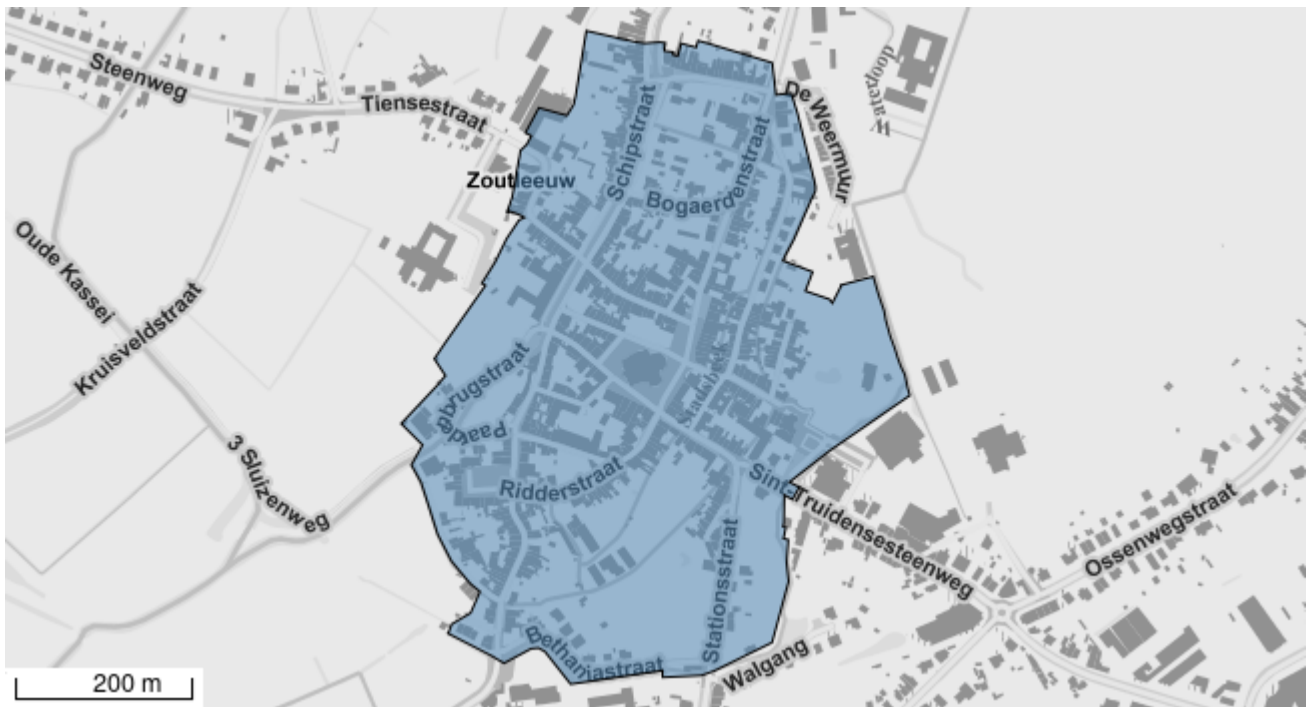 Steenweg
Tiensestraat
De Weermuur
Waterpoort
Schipstraat
Zoutleeuw
Bogaerdenstraat
Oude Kassei
Kruisveldstraat
Paardebrugstraat
Stadsbeek
3 Sluizenweg
Ridderstraat
Sint-Truidensesteenweg
Ossenwegstraat
Stationsstraat
Bethaniastraat
Walgang
200 m